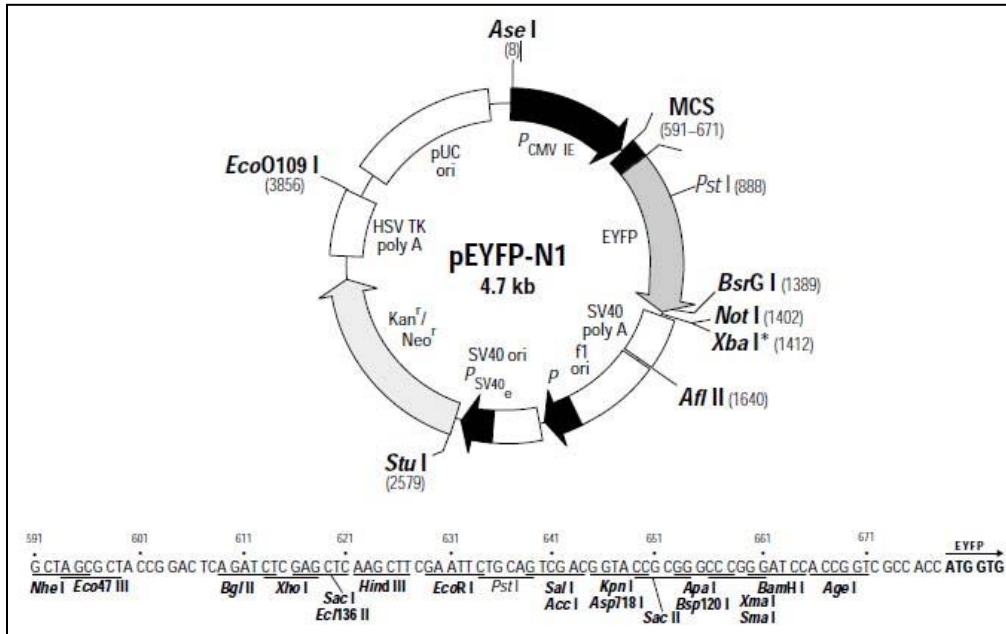 Ase I
(8)
MCS
(591–671)
PCMV IE
pUC
ori
EcoO109 I
(3856)
Pst I (888)
HSV TK
poly A
EYFP
pEYFP-N1
4.7 kb
BsrG I (1389)
Not I (1402)
Xba I* (1412)
SV40
poly A
Kanr/
Neor
f1
ori
SV40 ori
P
PSV40e
Afl II (1640)
Stu I
(2579)
591 601 611 621 631 641 651 661 671 EYFP
G CTA GCG CTA CCG GAC TCA GAT CTC GAG CTC AAG CTT CGA ATT CTG CAG TCG ACG GTA CCG CGG GCC CGG GAT CCA CCG GTC GCC ACC ATG GTG
Nhe I Eco47 III Bgl II Xho I Hind III EcoR I Pst I Sal I Kpn I Apa I BamH I Age I
Sac I Acc I Asp718 I Bsp120 I Xma I
Ecl136 II Sac II Sma I